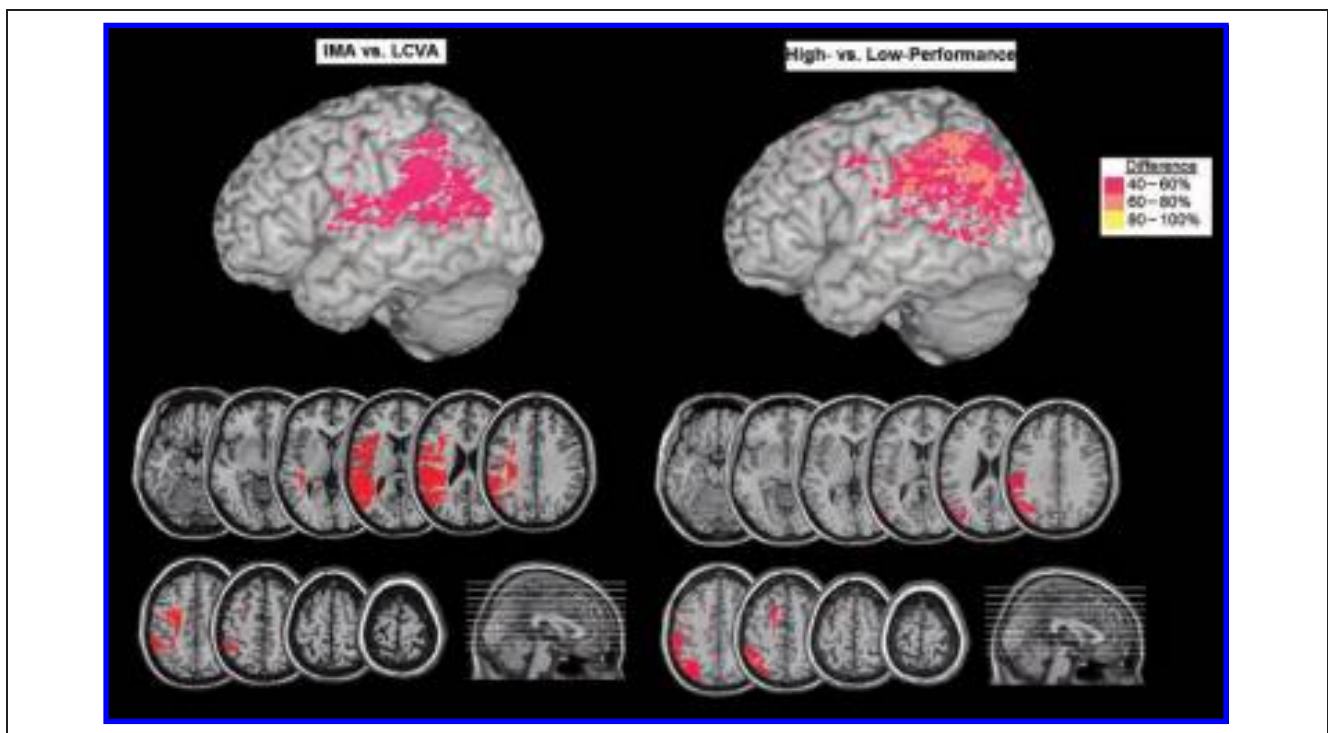 IMA vs. LCVA
High- vs. Low-Performance
Difference
40–60%
60–80%
80–100%